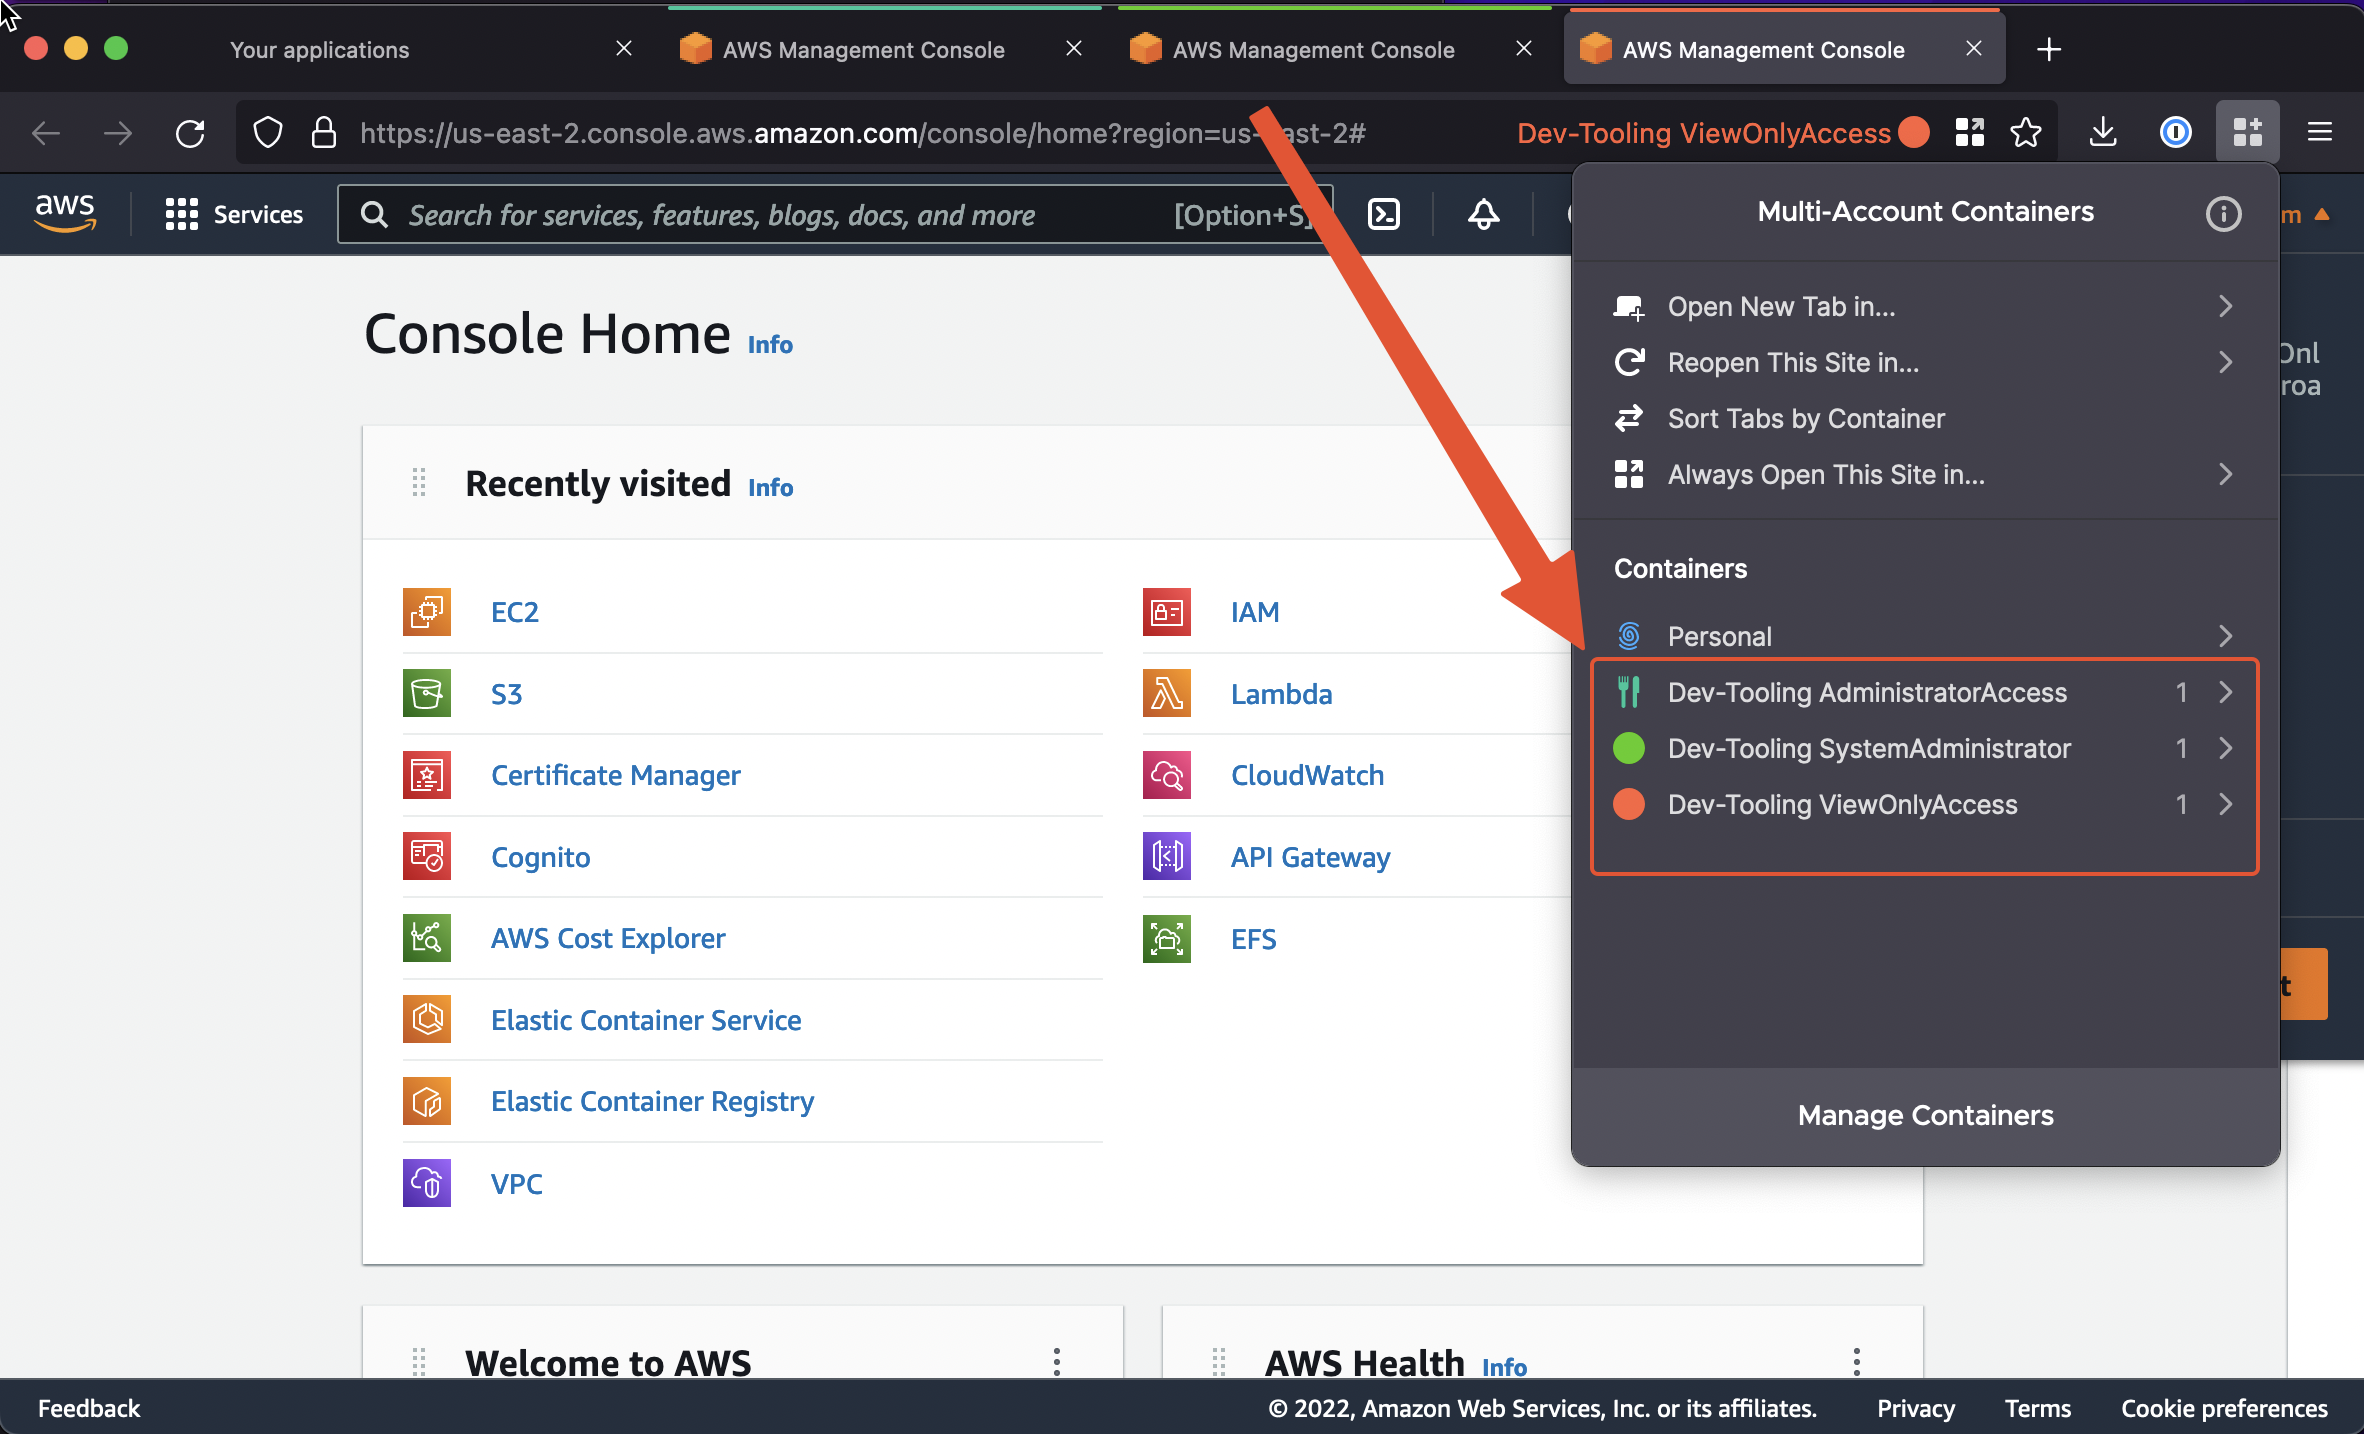 Your applications
AWS Management Console
AWS Management Console
AWS Management Console
https://us-east-2.console.aws.amazon.com/console/home?region=us- ast-2#
Dev-Tooling ViewOnlyAccess
aws
Services
Search for services, features, blogs, docs, and more
[Option+S]
m
Multi-Account Containers
Open New Tab in...
Reopen This Site in...
Sort Tabs by Container
Always Open This Site in...
Containers
Personal
Dev-Tooling AdministratorAccess 1
Dev-Tooling SystemAdministrator 1
Dev-Tooling ViewOnlyAccess 1
Manage Containers
Onl
roa
t
Console Home Info
Recently visited Info
EC2
S3
Certificate Manager
Cognito
AWS Cost Explorer
Elastic Container Service
Elastic Container Registry
VPC
IAM
Lambda
CloudWatch
API Gateway
EFS
Welcome to AWS
AWS Health Info
Feedback
© 2022, Amazon Web Services, Inc. or its affiliates.
Privacy
Terms
Cookie preferences